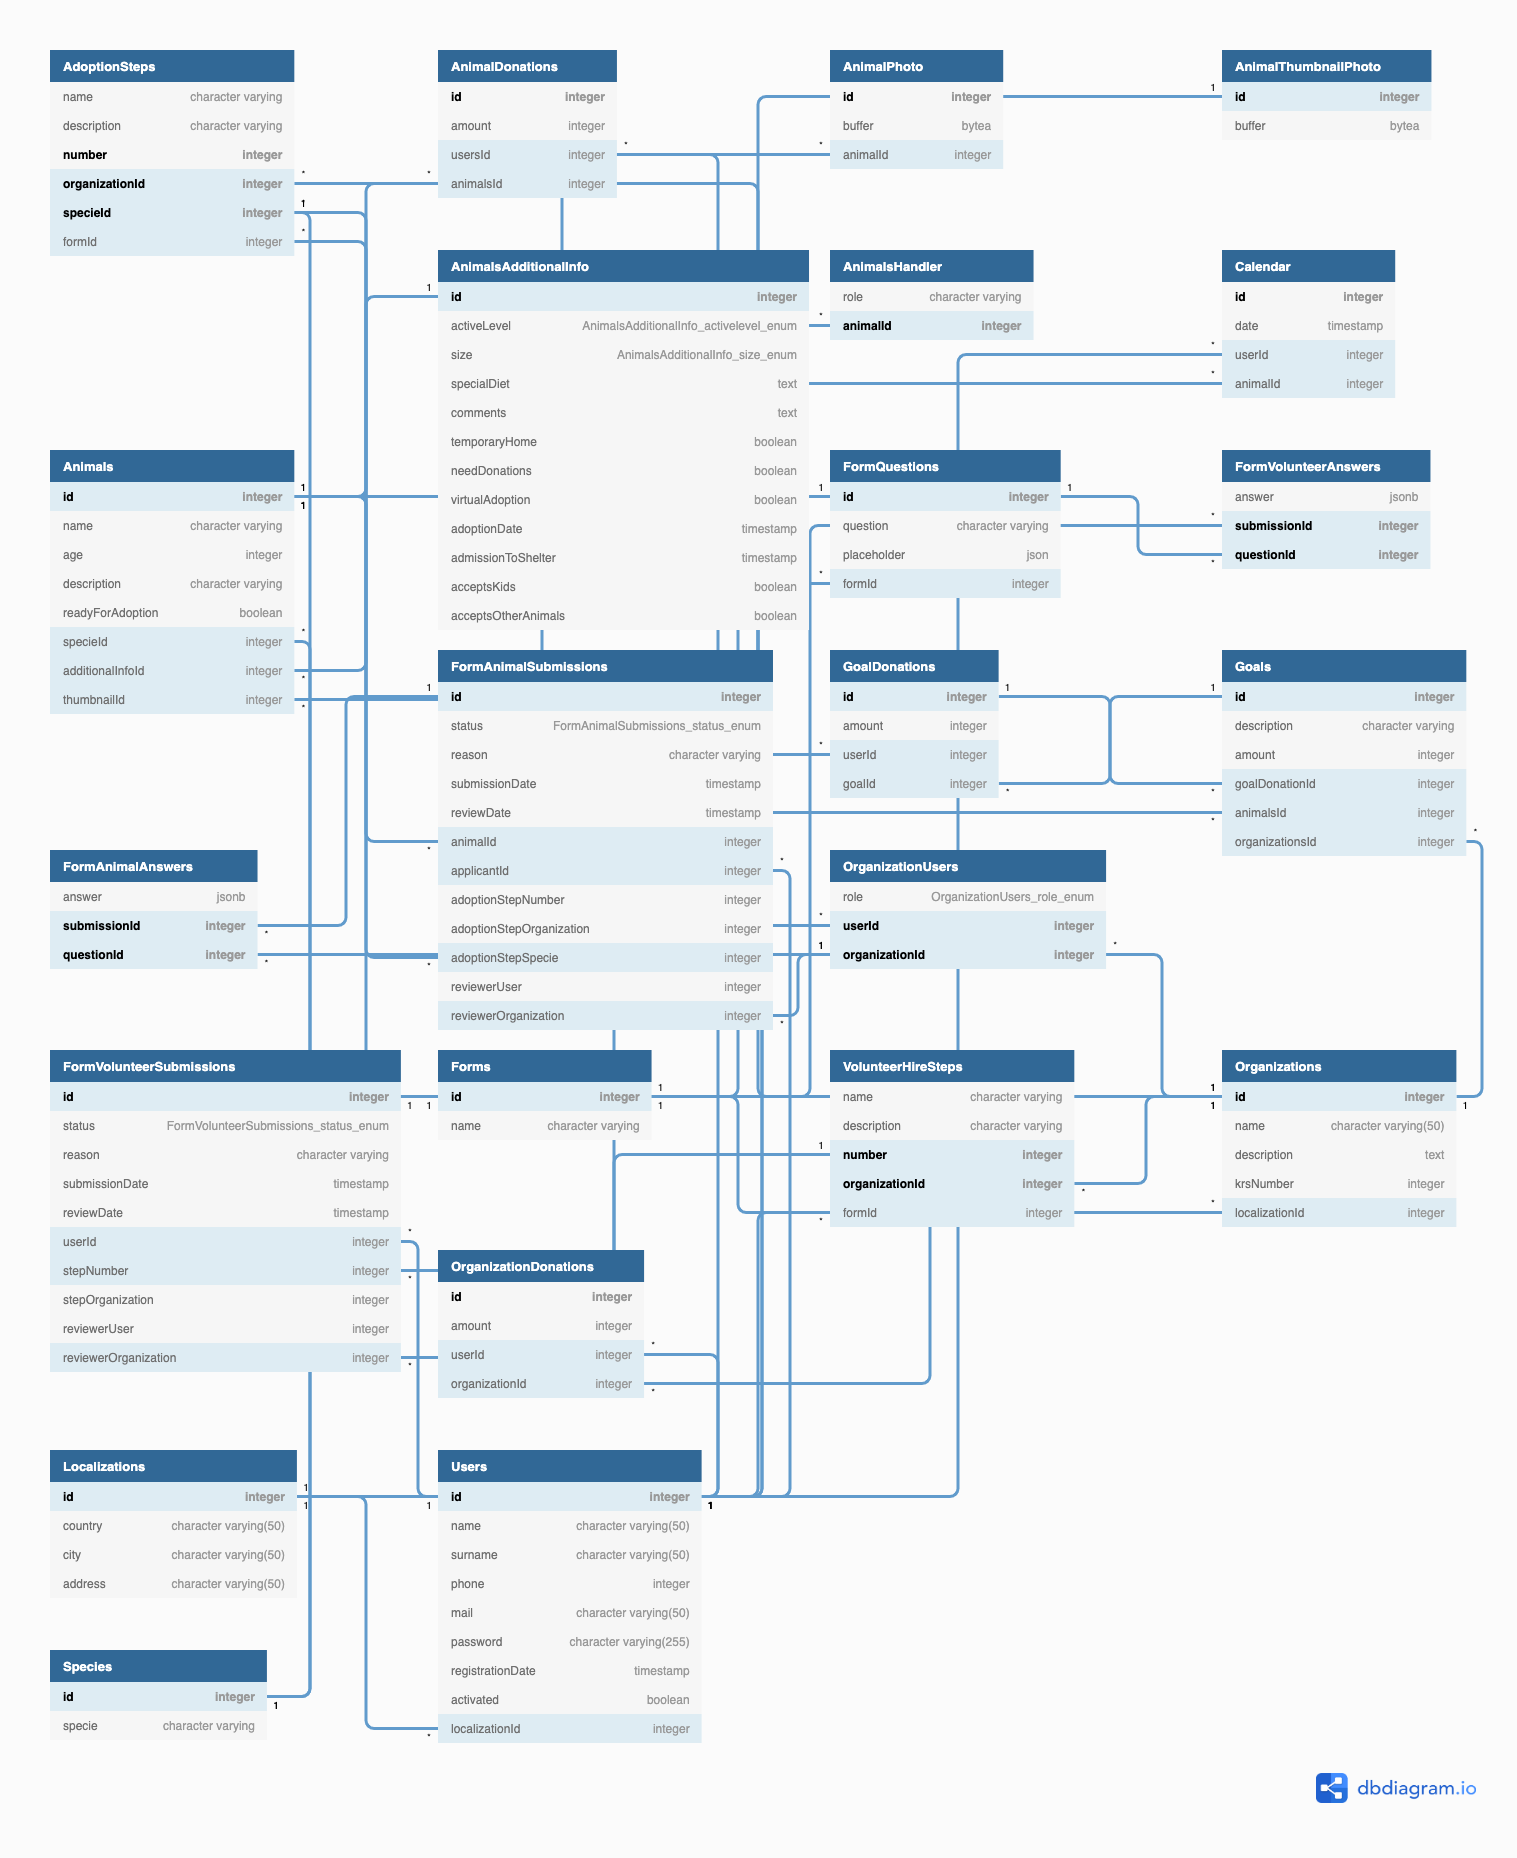 AdoptionSteps
name character varying
description character varying
number integer
organizationId integer
specieId integer
formId integer
AnimalDonations
id integer
amount integer
usersId integer
animalsId integer
AnimalPhoto
id integer
buffer bytea
animalId integer
AnimalThumbnailPhoto
id integer
buffer bytea
AnimalsAdditionalInfo
id integer
activeLevel AnimalsAdditionalInfo_activelevel_enum
size AnimalsAdditionalInfo_size_enum
specialDiet text
comments text
temporaryHome boolean
needDonations boolean
virtualAdoption boolean
adoptionDate timestamp
admissionToShelter timestamp
acceptsKids boolean
acceptsOtherAnimals boolean
AnimalsHandler
role character varying
animalId integer
Calendar
id integer
date timestamp
userId integer
animalId integer
Animals
id integer
name character varying
age integer
description character varying
readyForAdoption boolean
specieId integer
additionalInfoId integer
thumbnailId integer
FormQuestions
id integer
question character varying
placeholder json
formId integer
FormVolunteerAnswers
answer jsonb
submissionId integer
questionId integer
FormAnimalSubmissions
id integer
status FormAnimalSubmissions_status_enum
reason character varying
submissionDate timestamp
reviewDate timestamp
animalId integer
applicantId integer
adoptionStepNumber integer
adoptionStepOrganization integer
adoptionStepSpecie integer
reviewerUser integer
reviewerOrganization integer
GoalDonations
id integer
amount integer
userId integer
goalId integer
Goals
id integer
description character varying
amount integer
goalDonationId integer
animalsId integer
organizationsId integer
FormAnimalAnswers
answer jsonb
submissionId integer
questionId integer
OrganizationUsers
role OrganizationUsers_role_enum
userId integer
organizationId integer
FormVolunteerSubmissions
id integer
status FormVolunteerSubmissions_status_enum
reason character varying
submissionDate timestamp
reviewDate timestamp
userId integer
stepNumber integer
stepOrganization integer
reviewerUser integer
reviewerOrganization integer
Forms
id integer
name character varying
VolunteerHireSteps
name character varying
description character varying
number integer
organizationId integer
formId integer
Organizations
id integer
name character varying(50)
description text
krsNumber integer
localizationId integer
OrganizationDonations
id integer
amount integer
userId integer
organizationId integer
Localizations
id integer
country character varying(50)
city character varying(50)
address character varying(50)
Users
id integer
name character varying(50)
surname character varying(50)
phone integer
mail character varying(50)
password character varying(255)
registrationDate timestamp
activated boolean
localizationId integer
Species
id integer
specie character varying
dbdiagram.io